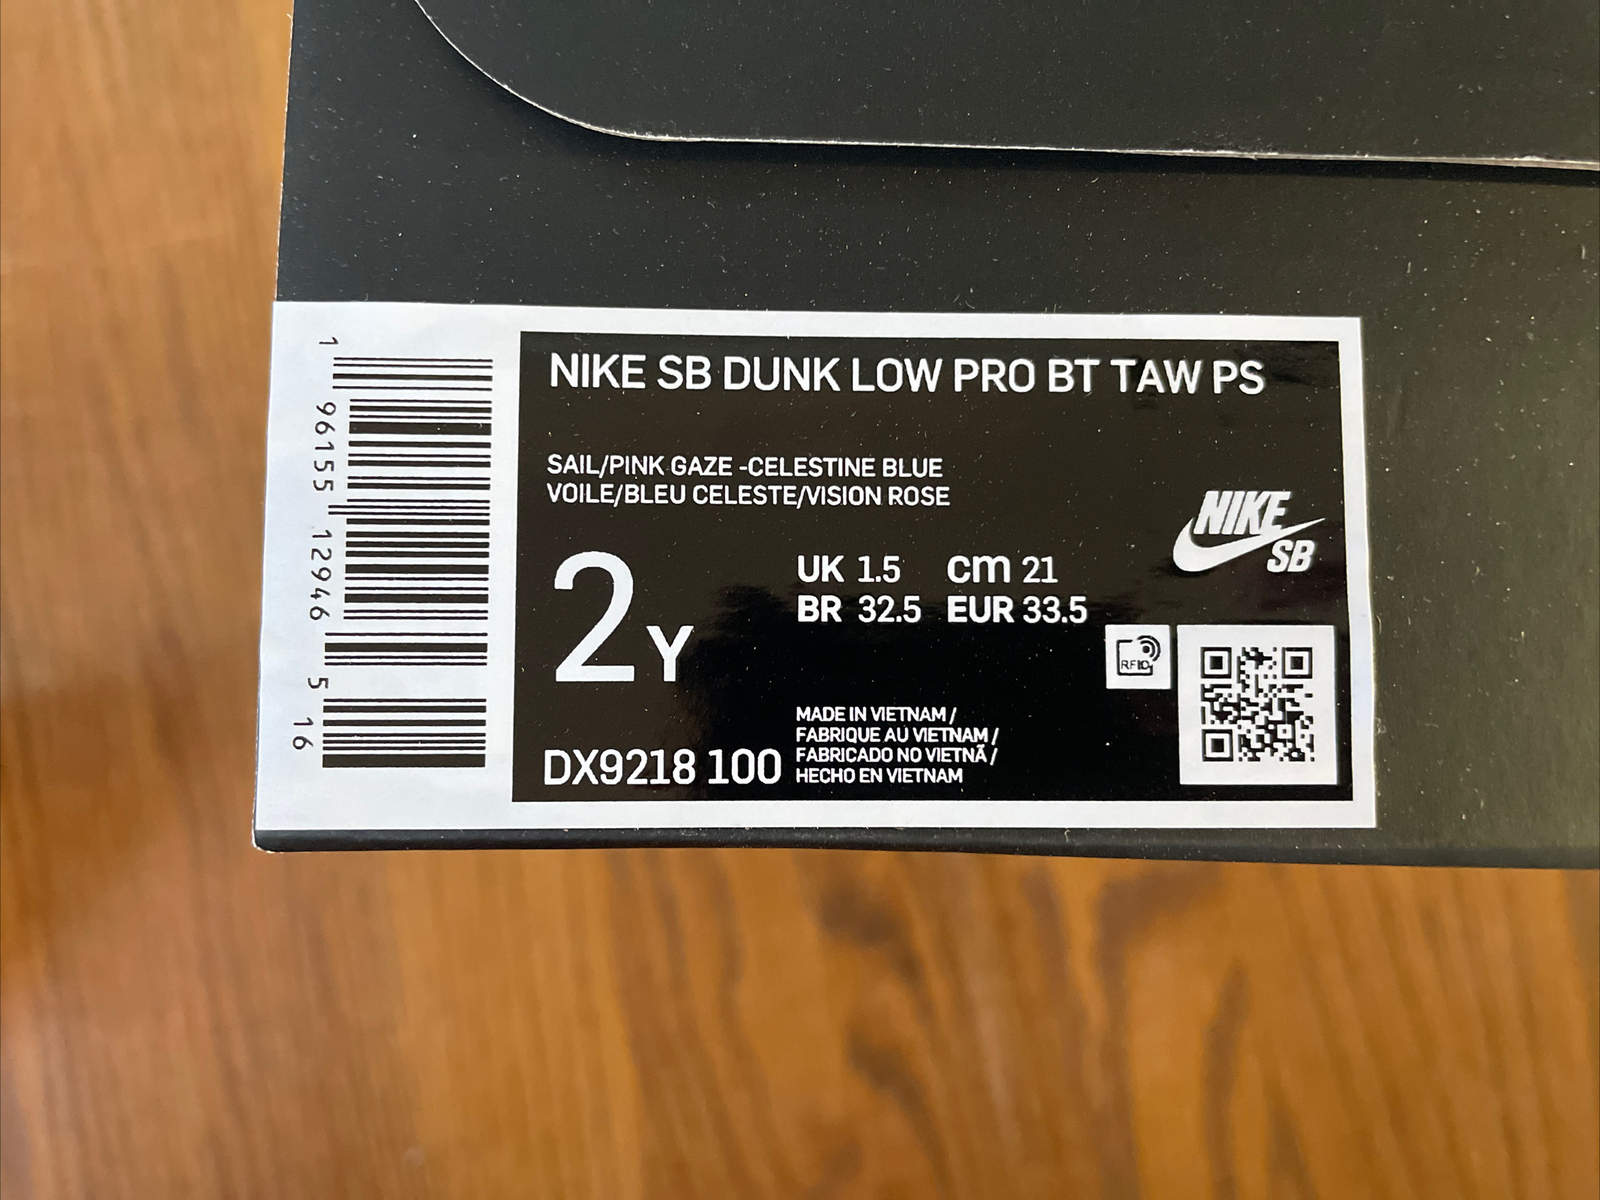 NIKE SB DUNK LOW PRO BT TAW PS
SAIL/PINK GAZE -CELESTINE BLUE
VOILE/BLEU CELESTE/VISION ROSE
NIKE
SB
2Y
UK 1.5 cm 21
BR 32.5 EUR 33.5
RFID
DX9218 100
MADE IN VIETNAM /
FABRIQUE AU VIETNAM /
FABRICADO NO VIETNÃ /
HECHO EN VIETNAM
1 96155 12946 5 16